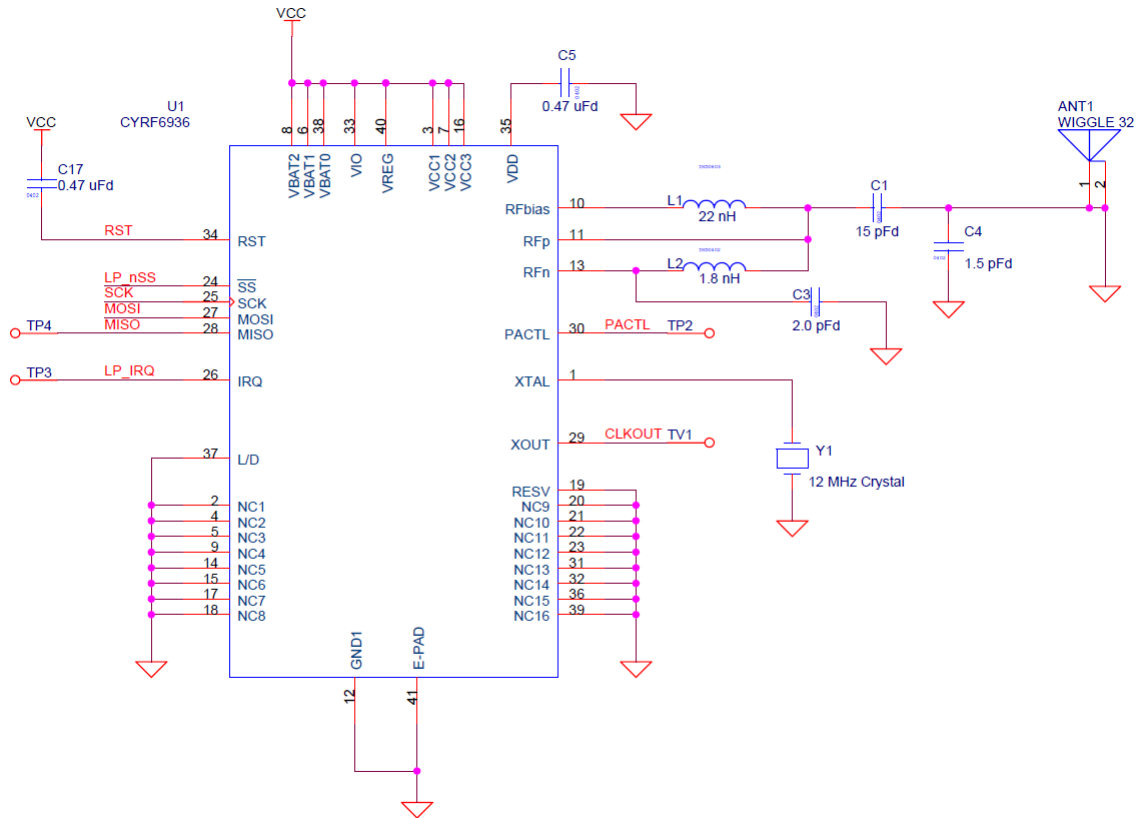 VCC
U1
CYRF6936
VCC
C17
0.47 uFd
0402
C5
0402
0.47 uFd
ANT1
WIGGLE 32
1
2
8
6
38
33
40
3
7
16
35
VBAT2
VBAT1
VBAT0
VIO
VREG
VCC1
VCC2
VCC3
VDD
RST
34
RST
LP_nSS
24
SS
SCK
25
SCK
MOSI
27
MOSI
TP4
MISO
28
MISO
TP3
LP_IRQ
26
IRQ
37
L/D
2
NC1
4
NC2
5
NC3
9
NC4
14
NC5
15
NC6
17
NC7
18
NC8
RFbias
10
L1
22 nH
C1
0402
15 pFd
RFp
11
C4
0402
1.5 pFd
RFn
13
L2
1.8 nH
C3
0402
2.0 pFd
PACTL
30
PACTL
TP2
XTAL
1
XOUT
29
CLKOUT
TV1
Y1
12 MHz Crystal
RESV
19
NC9
20
NC10
21
NC11
22
NC12
23
NC13
31
NC14
32
NC15
36
NC16
39
GND1
E-PAD
12
41